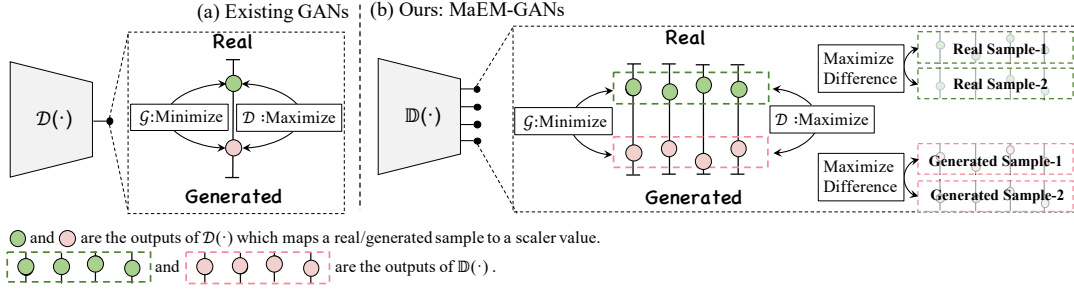 (a) Existing GANs
(b) Ours: MaEM-GANs
Real
𝒟(·)
𝒢:Minimize
𝒟 :Maximize
Generated
Real
𝔻(·)
𝒢:Minimize
𝒟 :Maximize
Generated
Maximize
Difference
Real Sample-1
Real Sample-2
Maximize
Difference
Generated Sample-1
Generated Sample-2
and are the outputs of 𝒟(·) which maps a real/generated sample to a scaler value.
and are the outputs of 𝔻(·) .